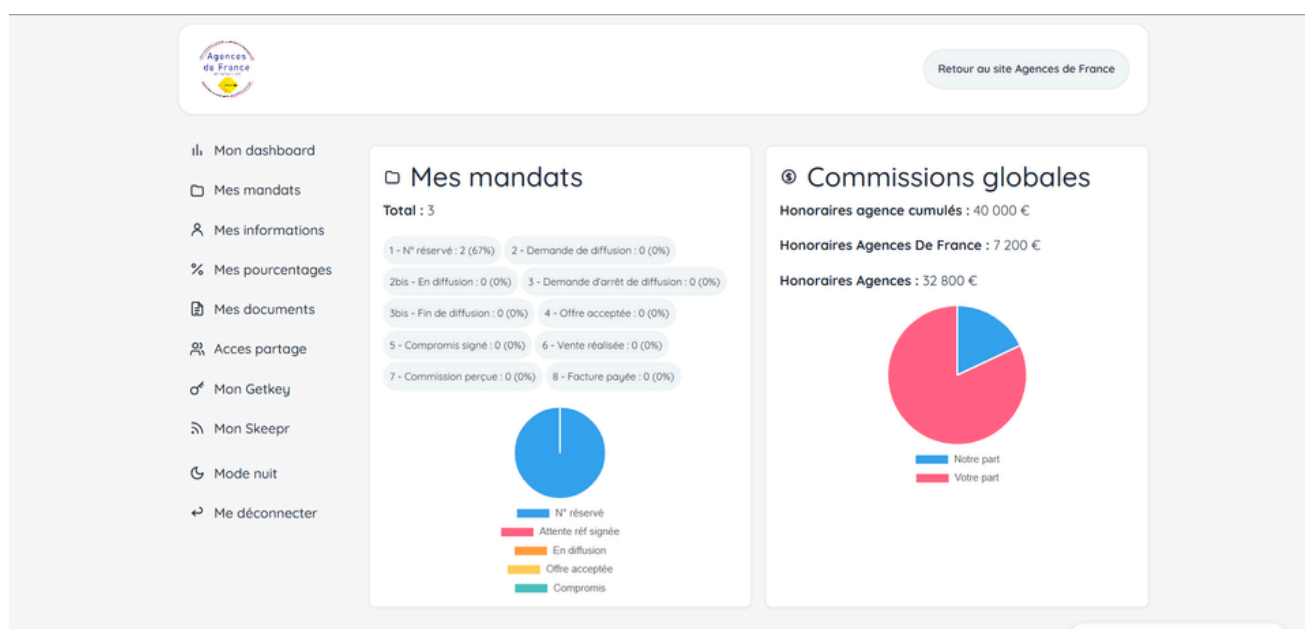 Agences
de France
Retour au site Agences de France
Mon dashboard
Mes mandats
Mes informations
Mes pourcentages
Mes documents
Acces partage
Mon Getkey
Mon Skeepr
Mode nuit
Me déconnecter
Mes mandats
Total : 3
1 - N° réservé : 2 (67%) 2 - Demande de diffusion : 0 (0%)
2bis - En diffusion : 0 (0%) 3 - Demande d'arrêt de diffusion : 0 (0%)
3bis - Fin de diffusion : 0 (0%) 4 - Offre acceptée : 0 (0%)
5 - Compromis signé : 0 (0%) 6 - Vente réalisée : 0 (0%)
7 - Commission perçue : 0 (0%) 8 - Facture payée : 0 (0%)
N° réservé
Attente réf signée
En diffusion
Offre acceptée
Compromis
Commissions globales
Honoraires agence cumulés : 40 000 €
Honoraires Agences De France : 7 200 €
Honoraires Agences : 32 800 €
Notre part
Votre part